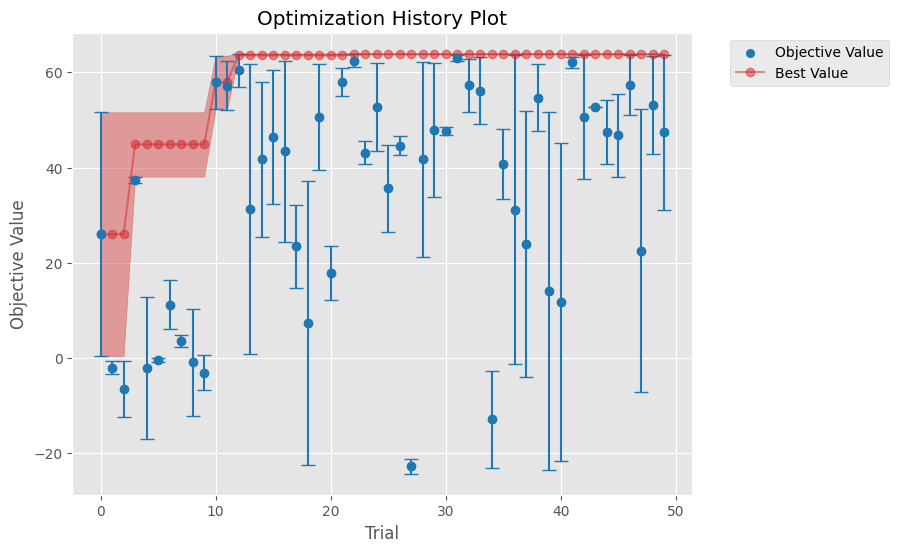 Optimization History Plot
Objective Value
Best Value
Objective Value
60
40
20
0
−20
0 10 20 30 40 50
Trial